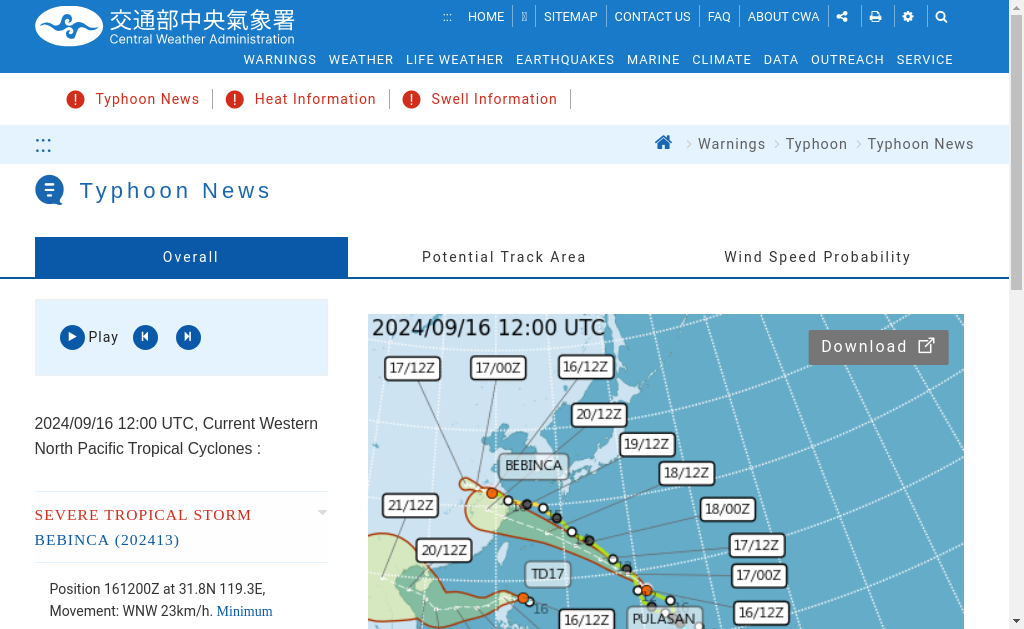 交通部中央氣象署
Central Weather Administration
::: HOME SITEMAP CONTACT US FAQ ABOUT CWA
WARNINGS WEATHER LIFE WEATHER EARTHQUAKES MARINE CLIMATE DATA OUTREACH SERVICE
Typhoon News Heat Information Swell Information
:::
Warnings Typhoon Typhoon News
Typhoon News
Overall Potential Track Area Wind Speed Probability
Play
2024/09/16 12:00 UTC, Current Western
North Pacific Tropical Cyclones :
SEVERE TROPICAL STORM
BEBINCA (202413)
Position 161200Z at 31.8N 119.3E,
Movement: WNW 23km/h. Minimum
2024/09/16 12:00 UTC
Download
17/12Z 17/00Z 16/12Z
20/12Z
19/12Z
BEBINCA
18/12Z
21/12Z
18/00Z
20/12Z
17/12Z
TD17
17/00Z
16
16/12Z
16/12Z
PULASAN